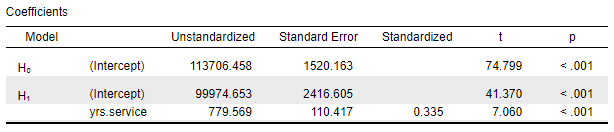 Coefficients
Model Unstandardized Standard Error Standardized t p
H₀ (Intercept) 113706.458 1520.163 74.799 < .001
H₁ (Intercept) 99974.653 2416.605 41.370 < .001
yrs.service 779.569 110.417 0.335 7.060 < .001